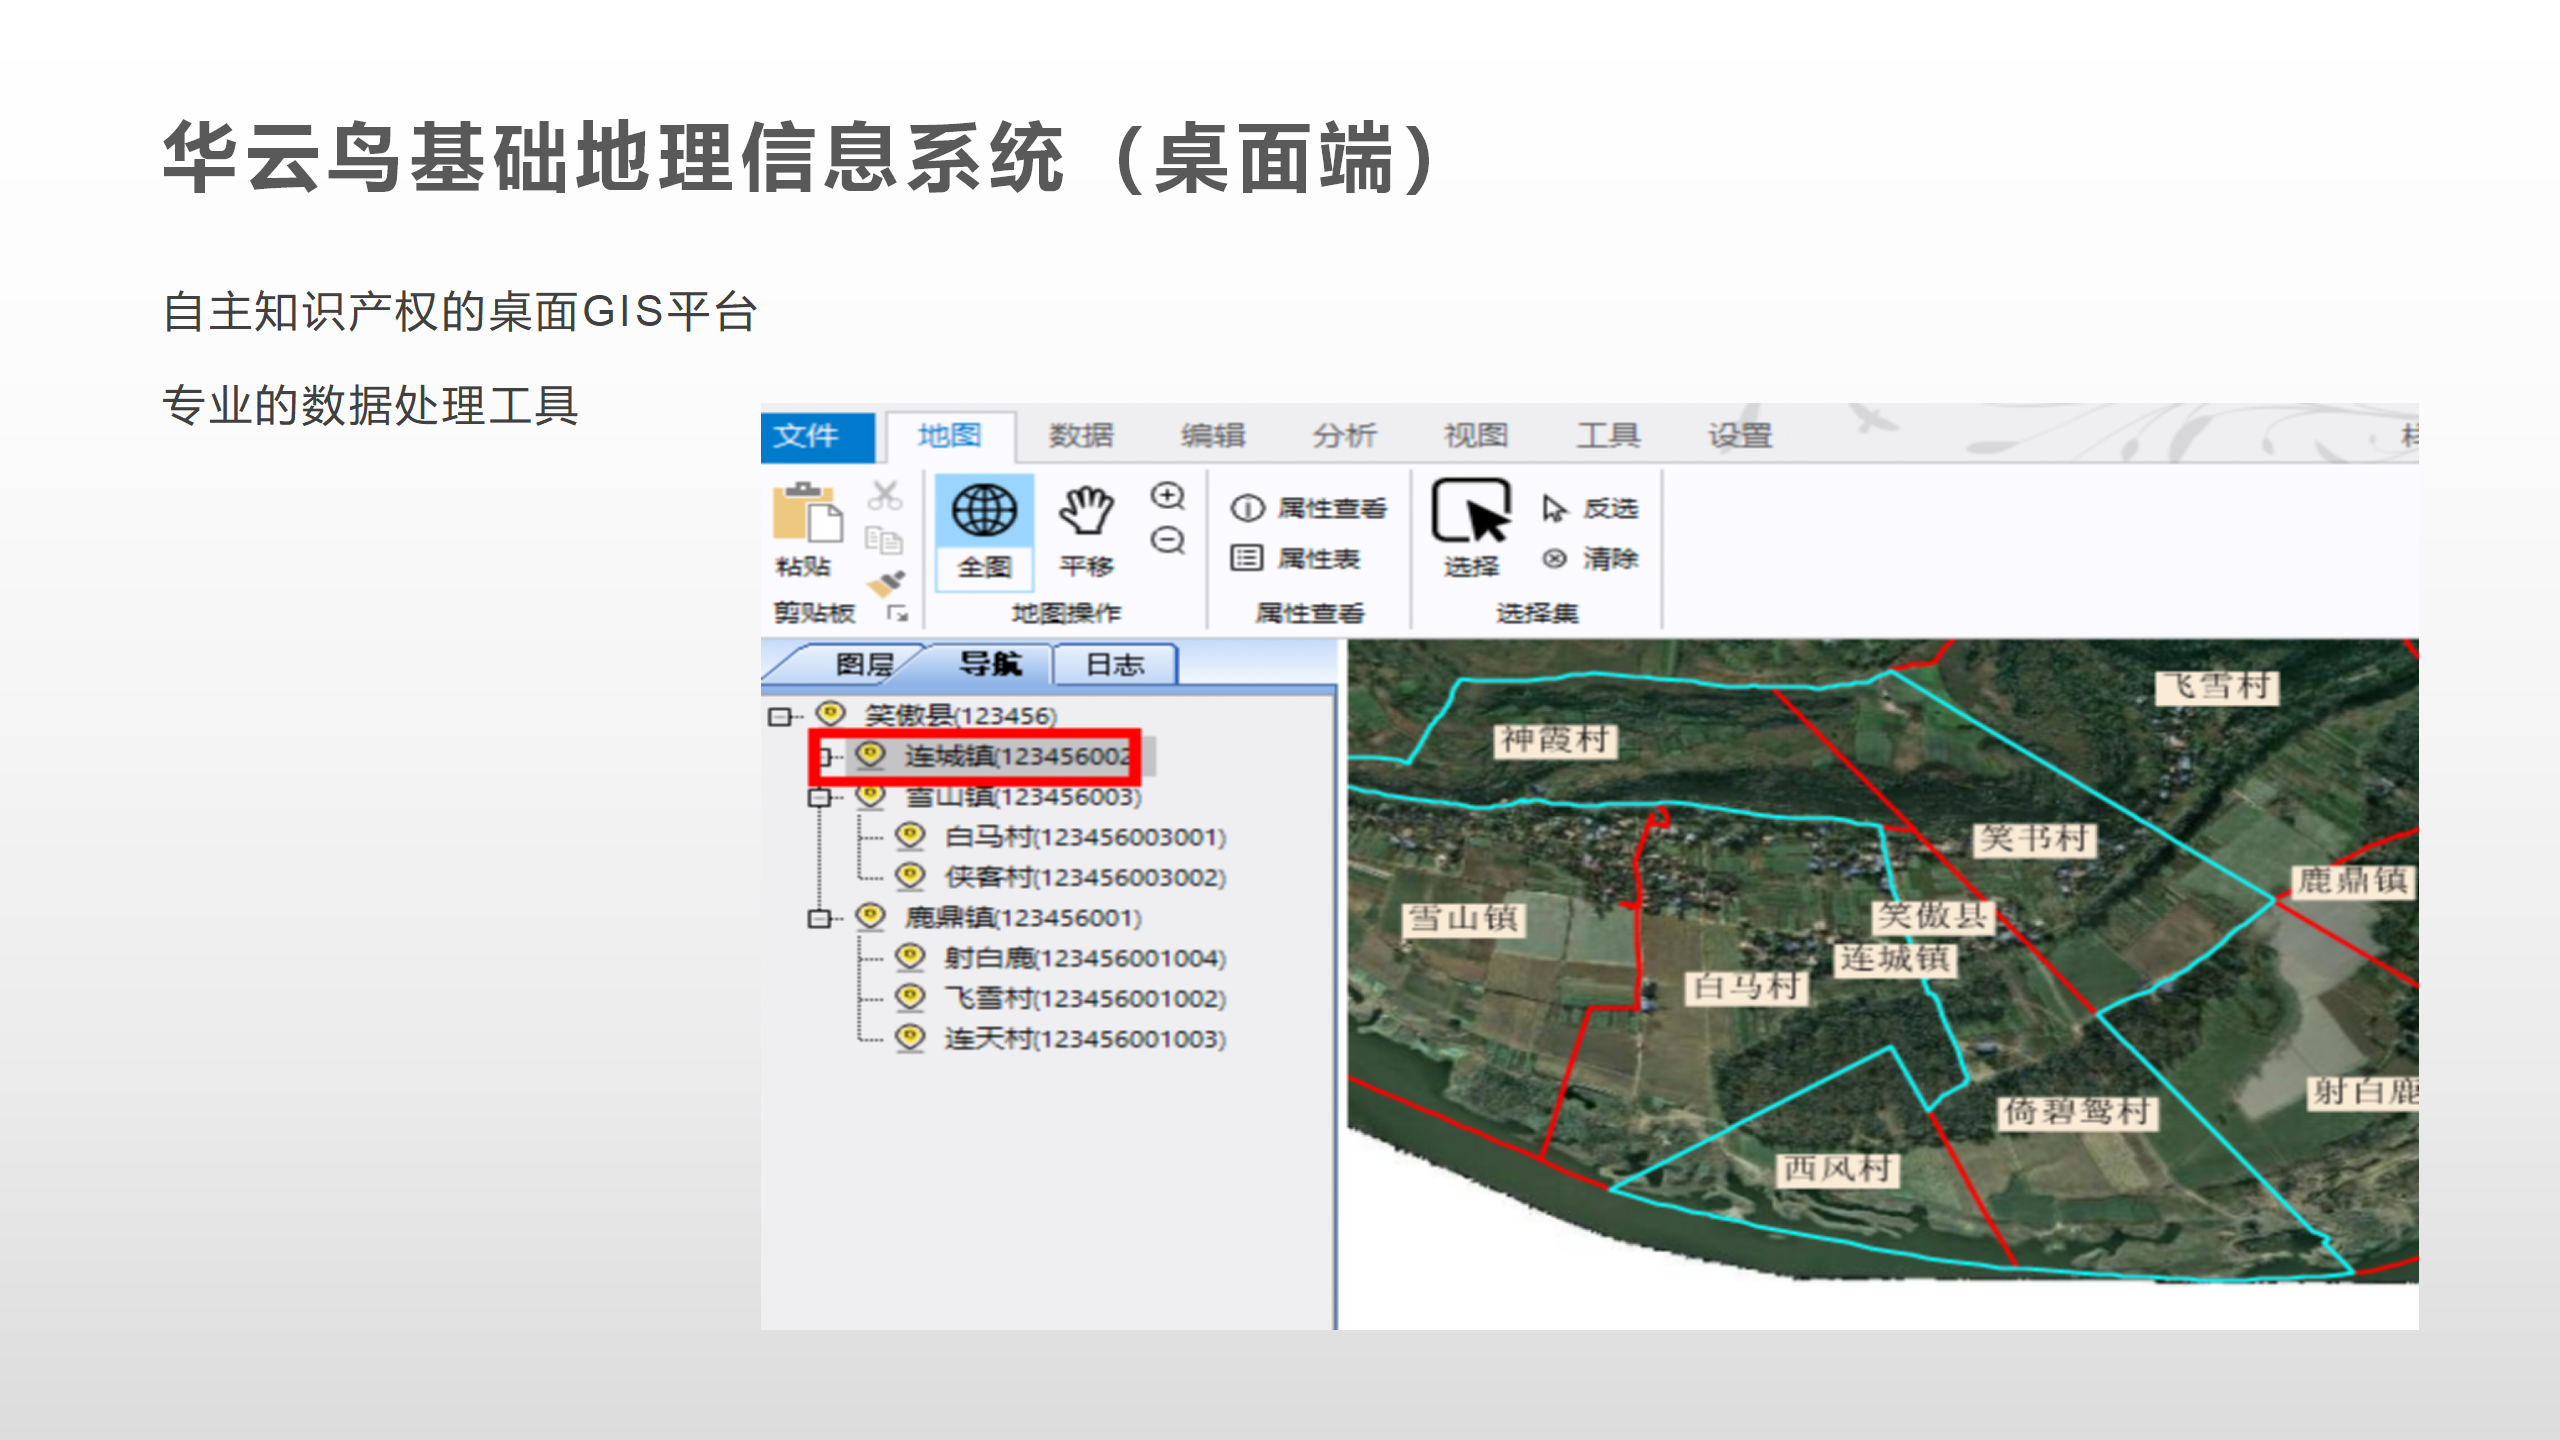 华云鸟基础地理信息系统（桌面端）
自主知识产权的桌面GIS平台
专业的数据处理工具
文件 地图 数据 编辑 分析 视图 工具 设置
粘贴 全图 平移 属性查看 属性表 选择 反选 清除
剪贴板 地图操作 属性查看 选择集
图层 导航 日志
笑傲县(123456)
连城镇(123456002
雪山镇(123456003)
白马村(123456003001)
侠客村(123456003002)
鹿鼎镇(123456001)
射白鹿(123456001004)
飞雪村(123456001002)
连天村(123456001003)
飞雪村
神霞村
笑书村
鹿鼎镇
雪山镇
笑傲县
连城镇
白马村
射白鹿
倚碧鸳村
西风村